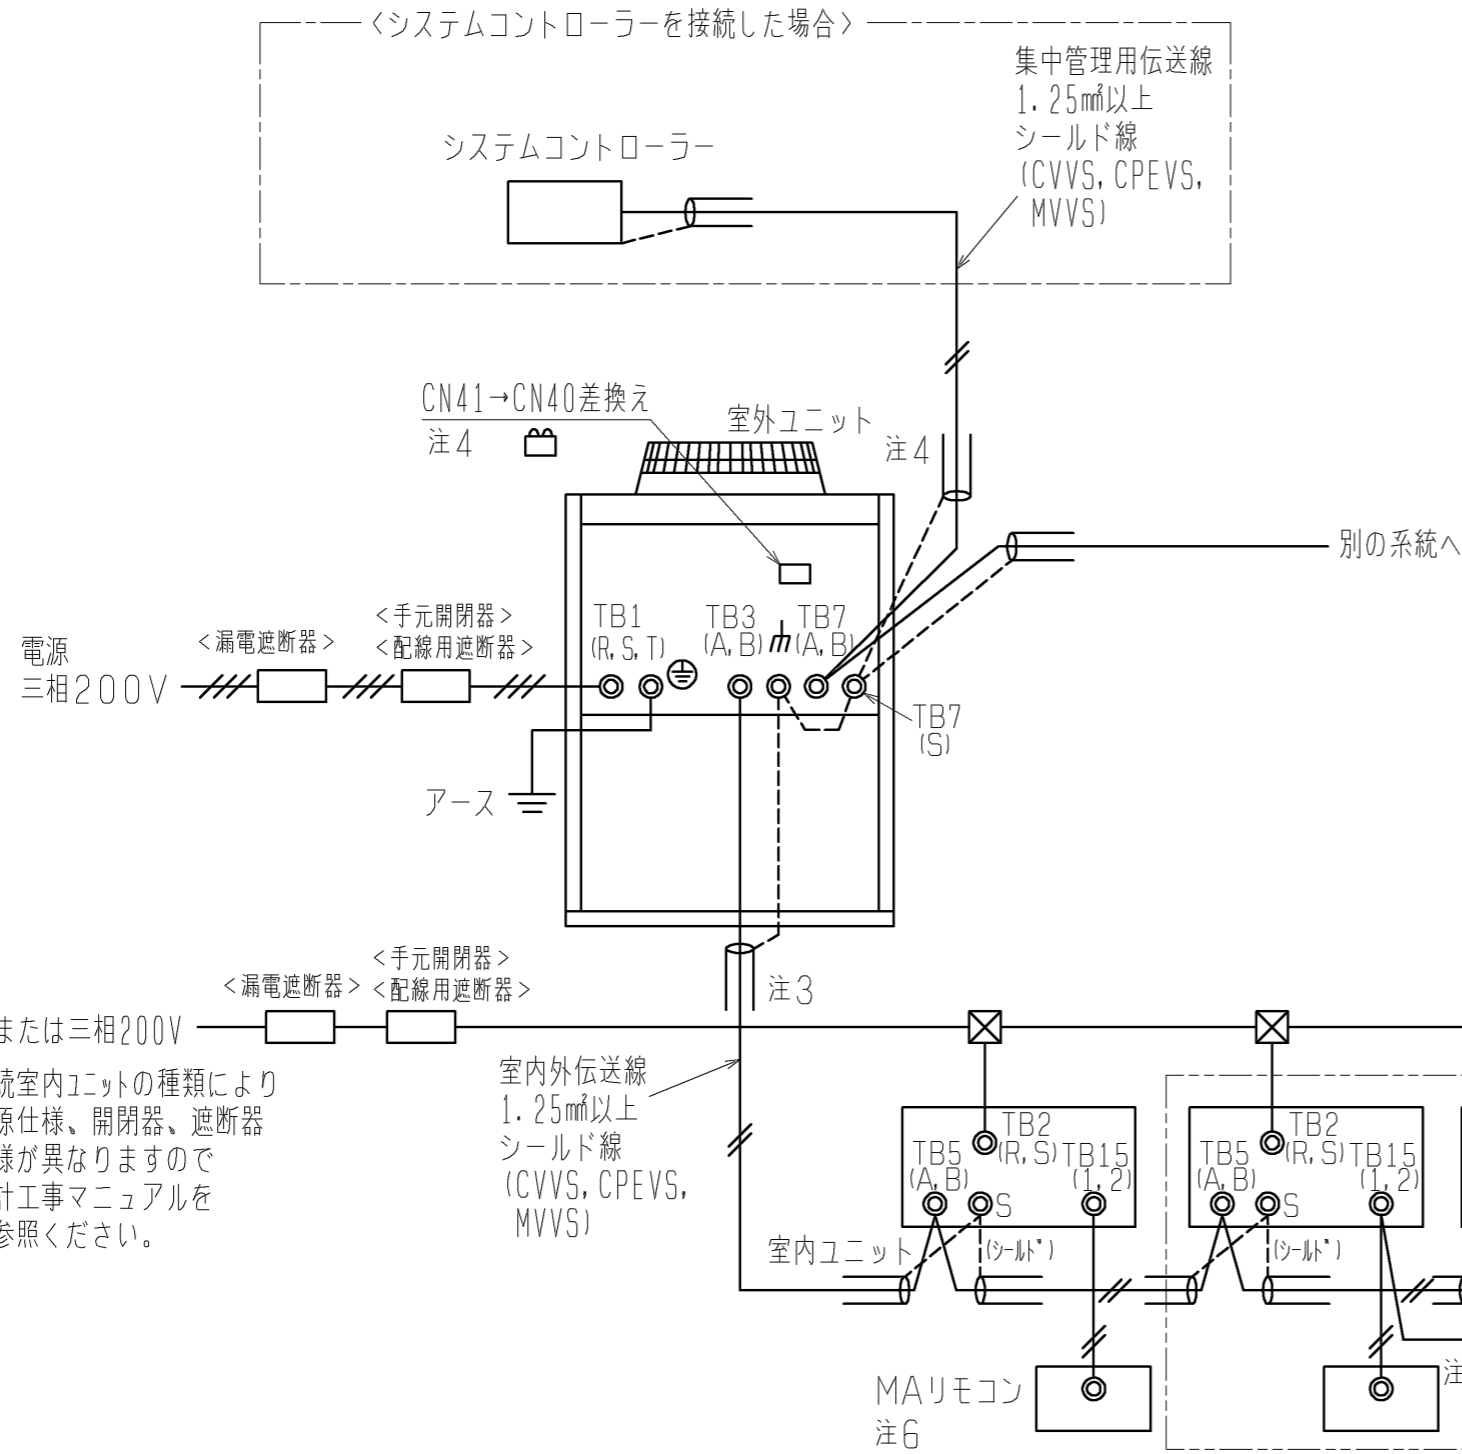 〈システムコントローラーを接続した場合〉
集中管理用伝送線
1.25㎟以上
シールド線
(CVVS, CPEVS,
MVVS)
システムコントローラー
CN41→CN40差換え
注4
室外ユニット
注4
別の系統へ
電源
三相200V
<漏電遮断器>
<手元開閉器>
<配線用遮断器>
TB1
(R, S, T)
TB3
(A, B)
TB7
(A, B)
TB7
(S)
アース
<漏電遮断器>
<手元開閉器>
<配線用遮断器>
注3
または三相200V
続室内ユニットの種類により
原仕様、開閉器、遮断器
様が異なりますので
計工事マニュアルを
参照ください。
室内外伝送線
1.25㎟以上
シールド線
(CVVS, CPEVS,
MVVS)
TB2
(R, S)
TB5
(A, B)
S
TB15
(1, 2)
室内ユニット
(シールド)
TB2
(R, S)
TB5
(A, B)
S
TB15
(1, 2)
(シールド)
MAリモコン
注6
注